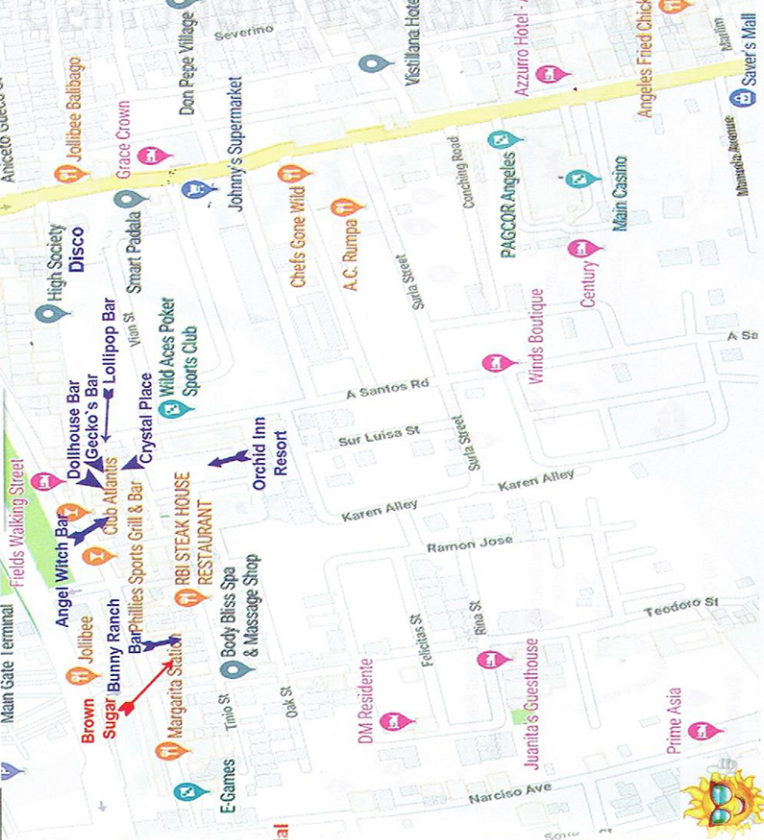 Aniceto Gueco St
Jollibee Balibago
Grace Crown
Don Pepe Village
Severino
Johnny's Supermarket
Azzurro Hotel - A
Angeles Fried Chick
Marlim
Saver's Mall
High Society
Disco
Smart Padala
Chefs Gone Wild
A.C. Rumpa
Conching Road
PAGCOR Angeles
Main Casino
Manuela Avenue
Surla Street
Century
Winds Boutique
A Sa
Dollhouse Bar
Gecko's Bar
Lollipop Bar
Vian St
Wild Aces Poker
Sports Club
Crystal Place
A Santos Rd
Sur Luisa St
Surla Street
Orchid Inn
Resort
Fields Walking Street
Angel Witch Bar
Club Atlantis
Phillies Sports Grill & Bar
RBI STEAK HOUSE
RESTAURANT
Karen Alley
Karen Alley
Ramon Jose
Main Gate Terminal
Jollibee
Bunny Ranch
Bar
Brown
Sugar
Margarita Station
Body Bliss Spa
& Massage Shop
Tinio St
Oak St
E-Games
Felicitas St
Rina St
Teodoro St
DM Residente
Juanita's Guesthouse
Prime Asia
Narciso Ave
al